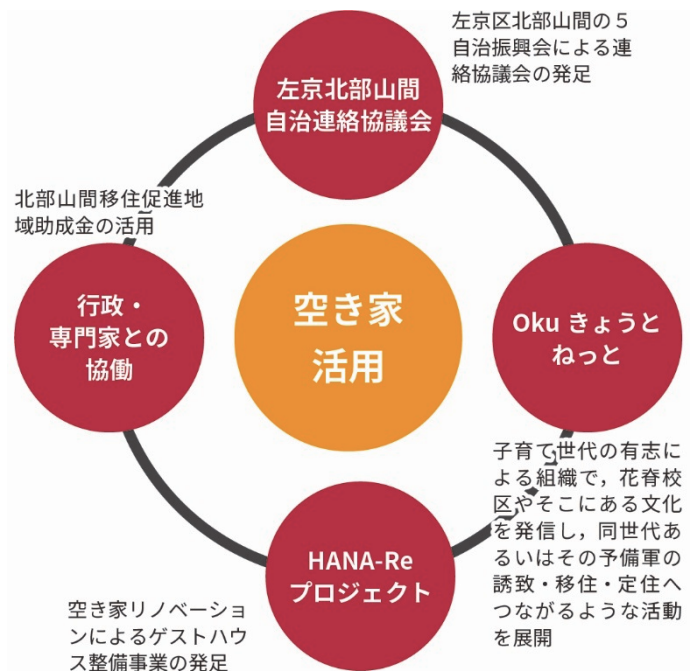 左京区北部山間の５
自治振興会による連
絡協議会の発足
左京北部山間
自治連絡協議会
北部山間移住促進地
域助成金の活用
行政・
専門家との
協働
空き家
活用
Oku きょうと
ねっと
子育て世代の有志に
よる組織で，花脊校
区やそこにある文化
を発信し，同世代あ
るいはその予備軍の
誘致・移住・定住へ
つながるような活動
を展開
HANA-Re
プロジェクト
空き家リノベーショ
ンによるゲストハウ
ス整備事業の発足